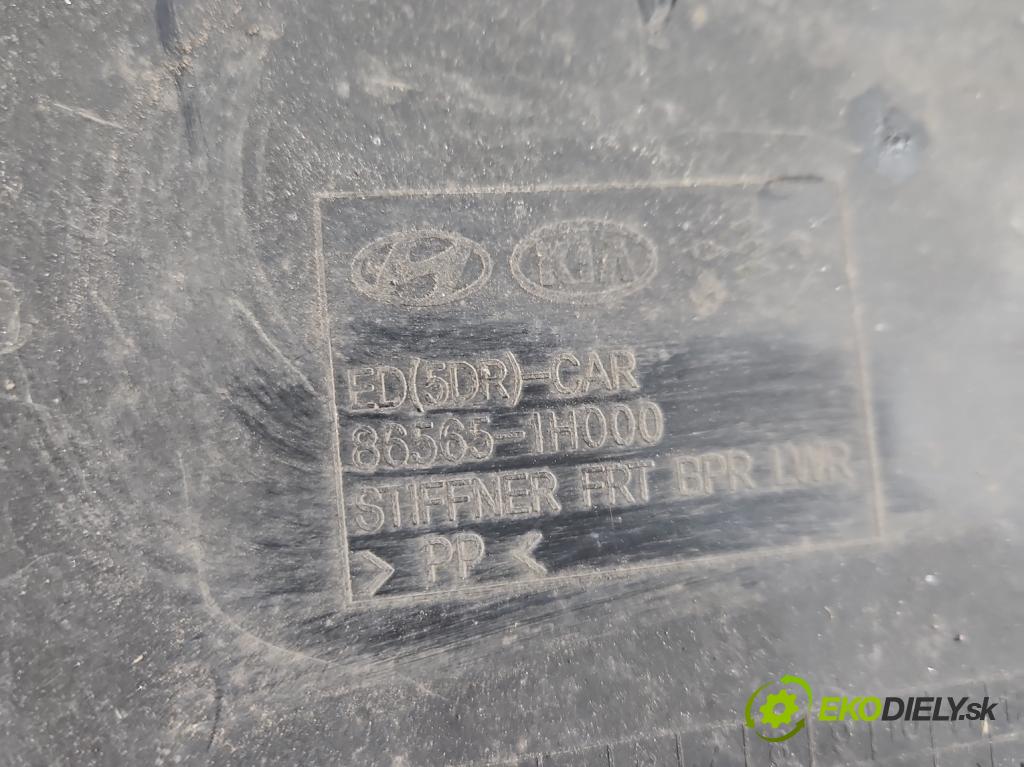 KIA
ED(5DR)-CAR
86565-1H000
STIFFNER FRT BPR LWR
> PP <
EKODIELY.sk